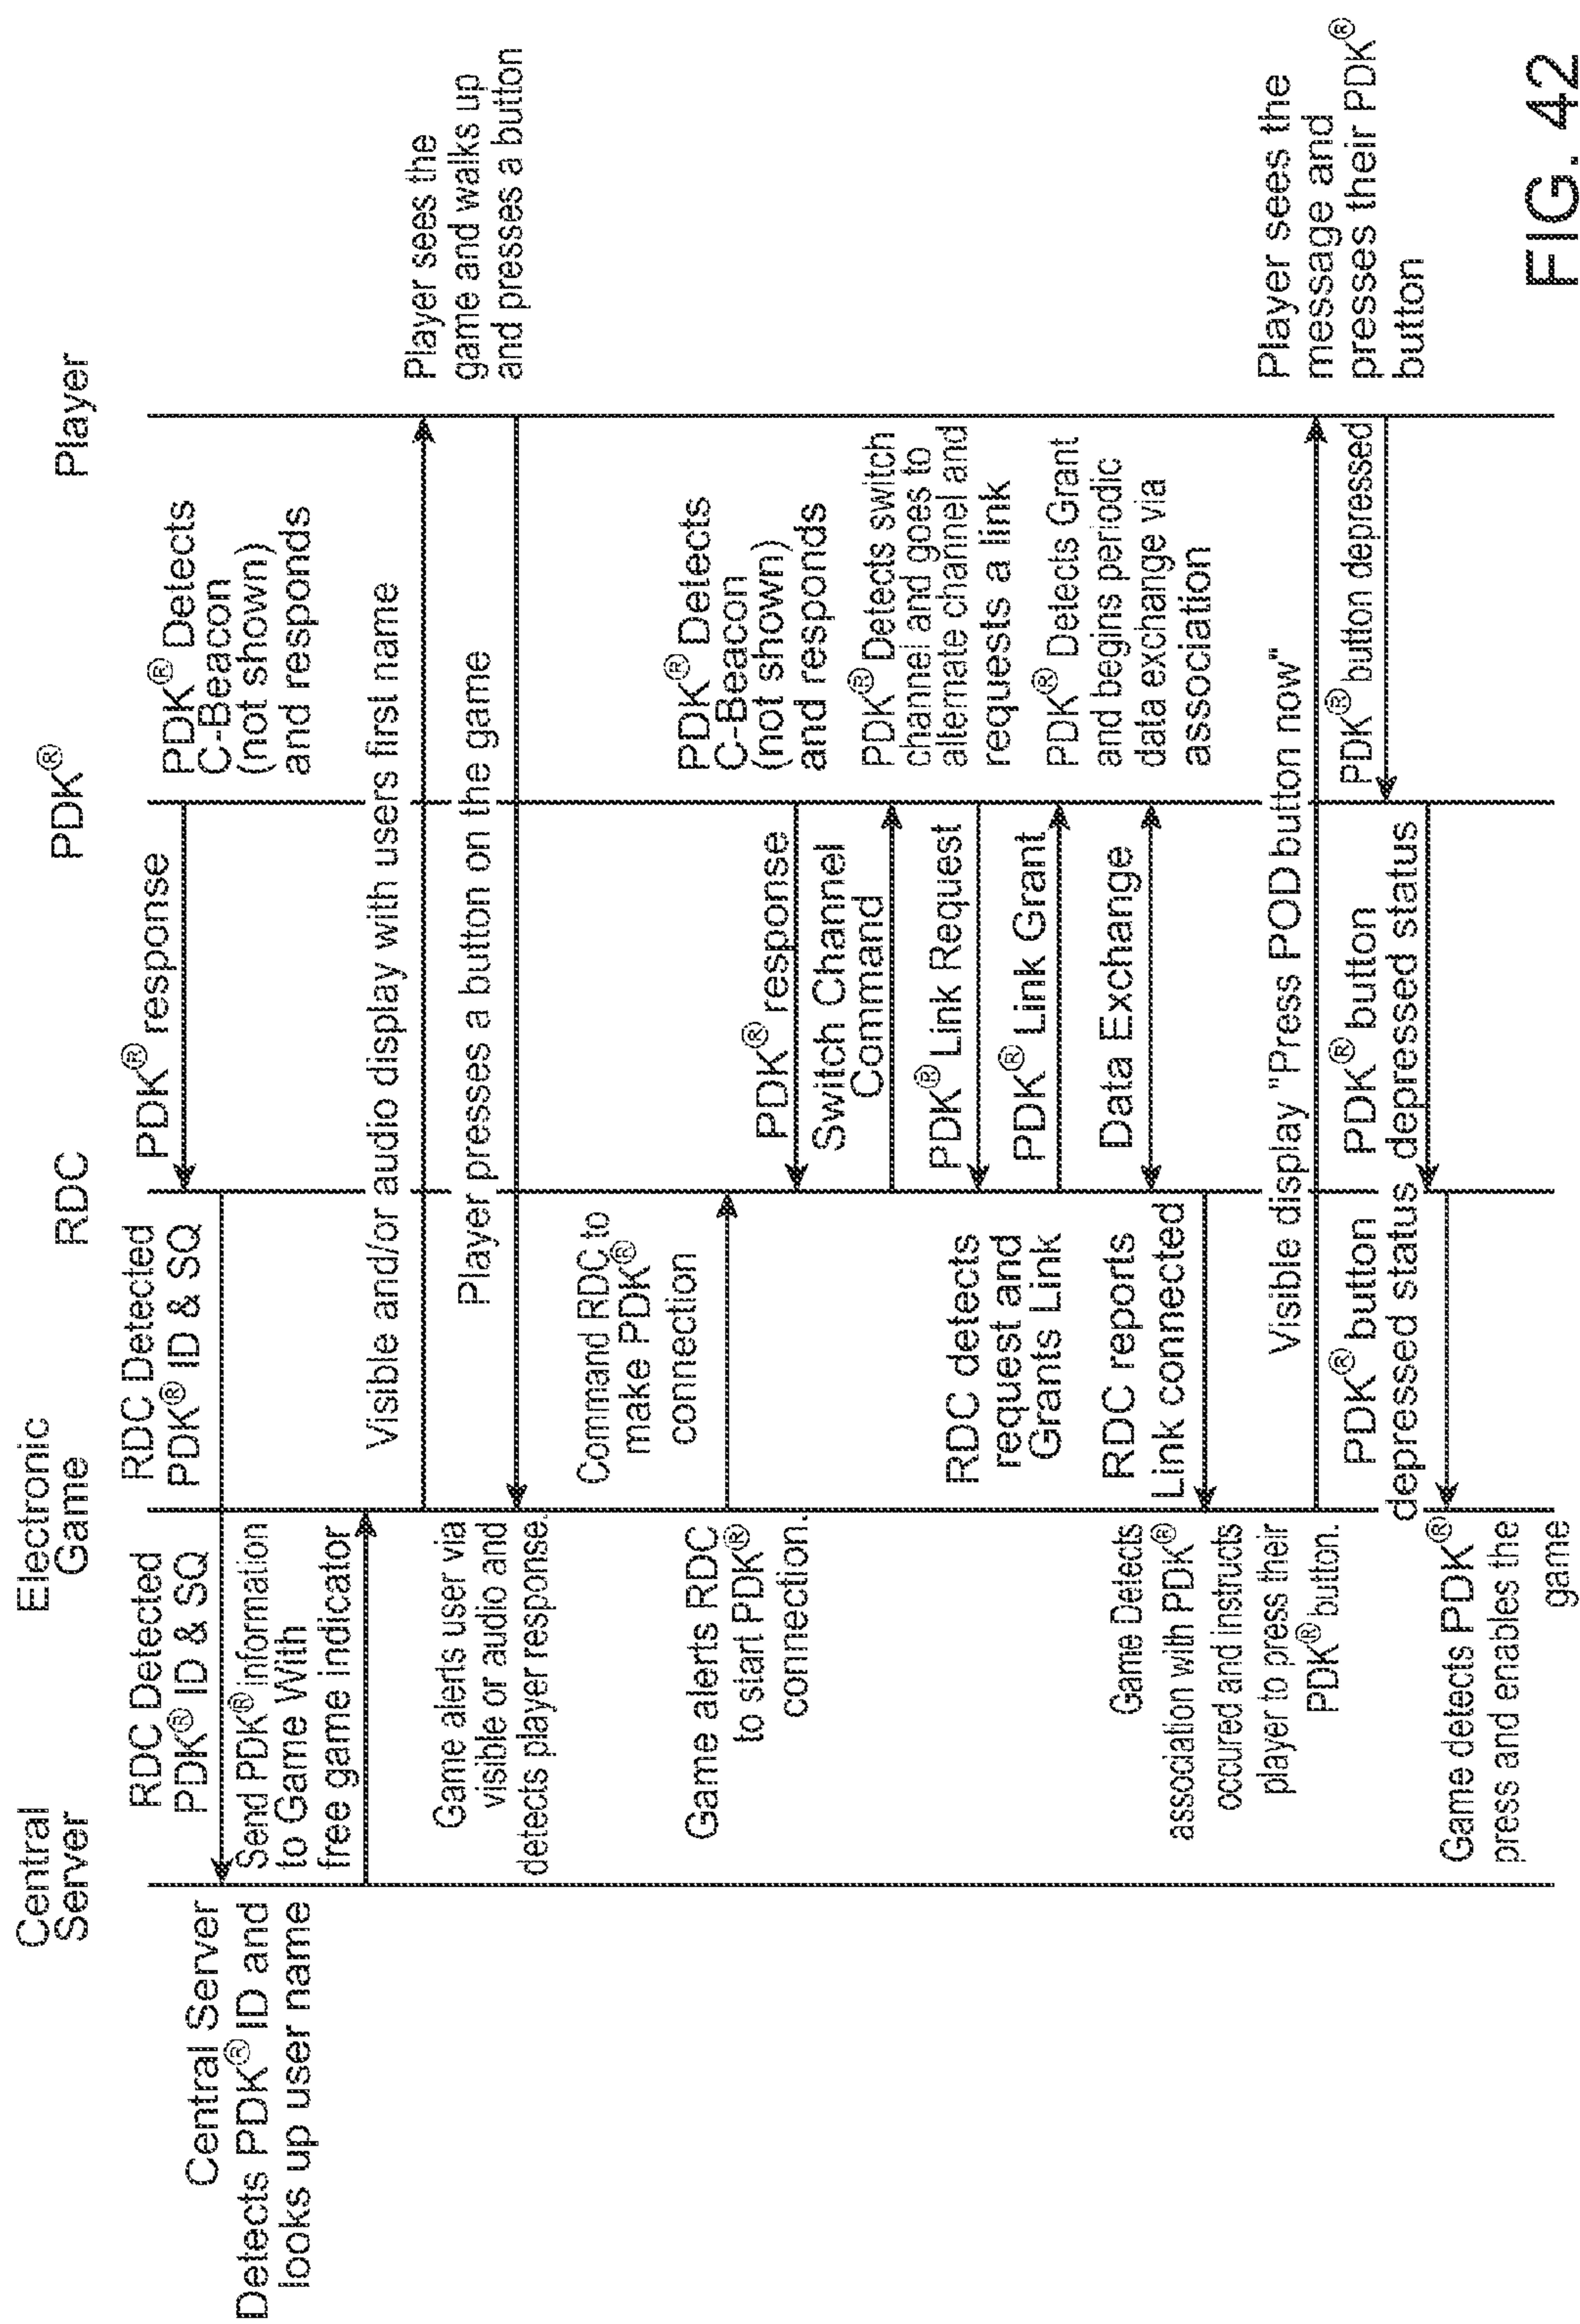 Central
Server
Electronic
Game
RDC
PDK®
Player
Central Server
Detects PDK® ID and
looks up user name
RDC Detected
PDK® ID & SQ
RDC Detected
PDK® ID & SQ
PDK® response
PDK® Detects
C-Beacon
(not shown)
and responds
Send PDK® information
to Game With
free game indicator
Visible and/or audio display with users first name
Player sees the
game and walks up
and presses a button
Game alerts user via
visible or audio and
detects player response.
Player presses a button on the game
Game alerts RDC
to start PDK®
connection.
Command RDC to
make PDK®
connection
PDK® response
PDK® Detects
C-Beacon
(not shown)
and responds
Switch Channel
Command
PDK® Detects switch
channel and goes to
alternate channel and
requests a link
RDC detects
request and
Grants Link
PDK® Link Request
PDK® Link Grant
PDK® Detects Grant
and begins periodic
data exchange via
association
Data Exchange
RDC reports
Link connected
Game Detects
association with PDK®
occured and instructs
player to press their
PDK® button.
Visible display "Press POD button now"
Player sees the
message and
presses their PDK®
button
PDK® button depressed
PDK® button
depressed status
PDK® button
depressed status
Game detects PDK®
press and enables the
game
FIG. 42